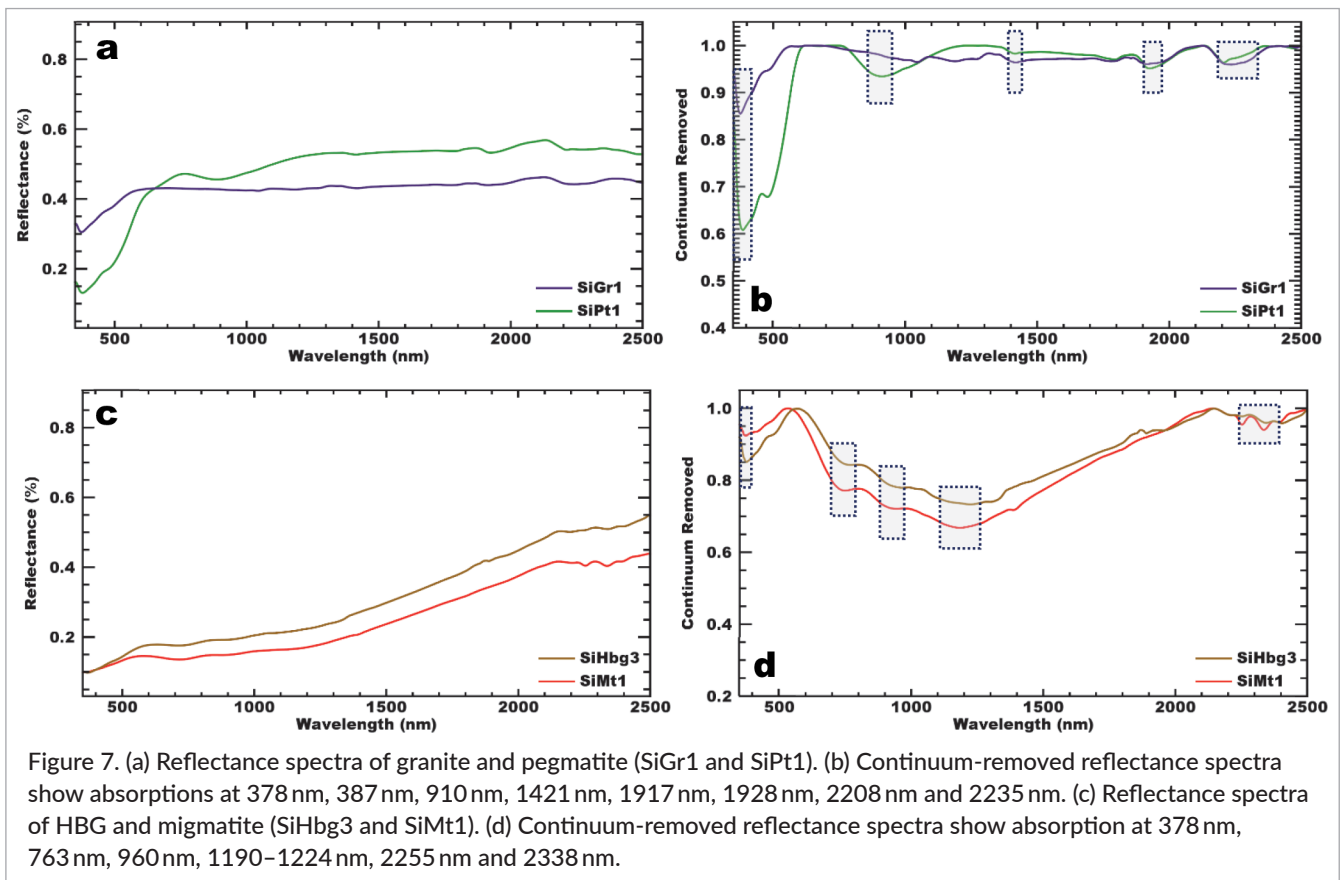 a
0.8
0.6
0.4
0.2
Reflectance (%)
500 1000 1500 2000 2500
Wavelength (nm)
SiGr1
SiPt1
b
1.0
0.9
0.8
0.7
0.6
0.5
0.4
Continuum Removed
500 1000 1500 2000 2500
Wavelength (nm)
SiGr1
SiPt1
c
0.8
0.6
0.4
0.2
Reflectance (%)
500 1000 1500 2000 2500
Wavelength (nm)
SiHbg3
SiMt1
d
1.0
0.8
0.6
0.4
0.2
Continuum Removed
500 1000 1500 2000 2500
Wavelength (nm)
SiHbg3
SiMt1
Figure 7. (a) Reflectance spectra of granite and pegmatite (SiGr1 and SiPt1). (b) Continuum-removed reflectance spectra
show absorptions at 378 nm, 387 nm, 910 nm, 1421 nm, 1917 nm, 1928 nm, 2208 nm and 2235 nm. (c) Reflectance spectra
of HBG and migmatite (SiHbg3 and SiMt1). (d) Continuum-removed reflectance spectra show absorption at 378 nm,
763 nm, 960 nm, 1190–1224 nm, 2255 nm and 2338 nm.